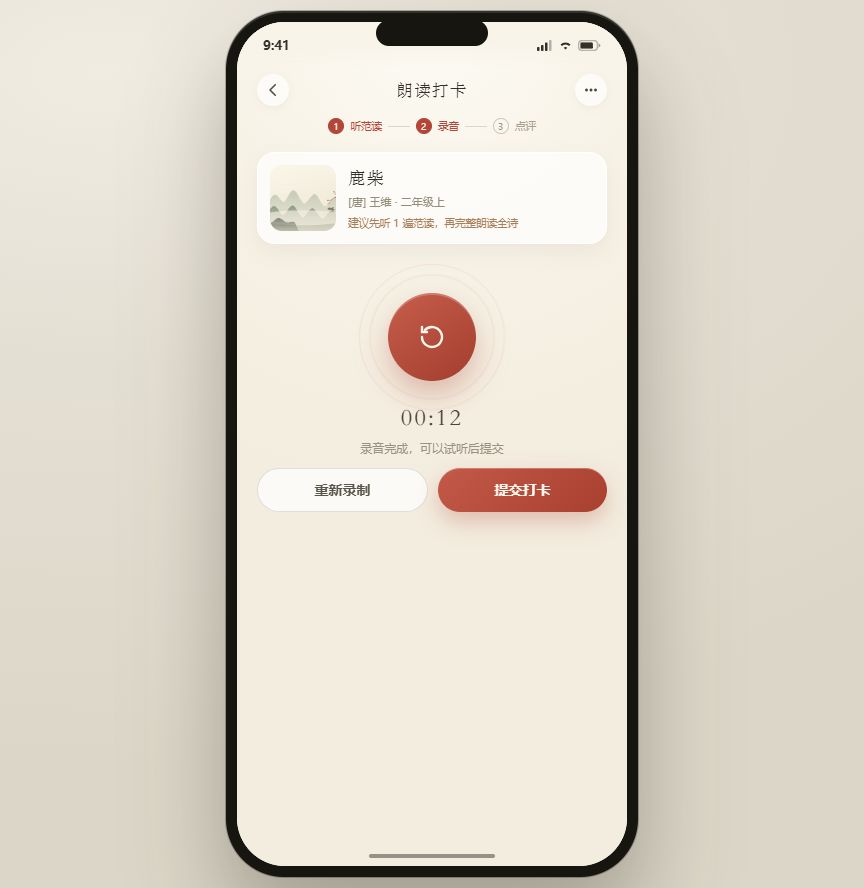 9:41
朗读打卡
1 听范读 2 录音 3 点评
鹿柴
[唐] 王维 · 二年级上
建议先听 1 遍范读，再完整朗读全诗
00:12
录音完成，可以试听后提交
重新录制 提交打卡